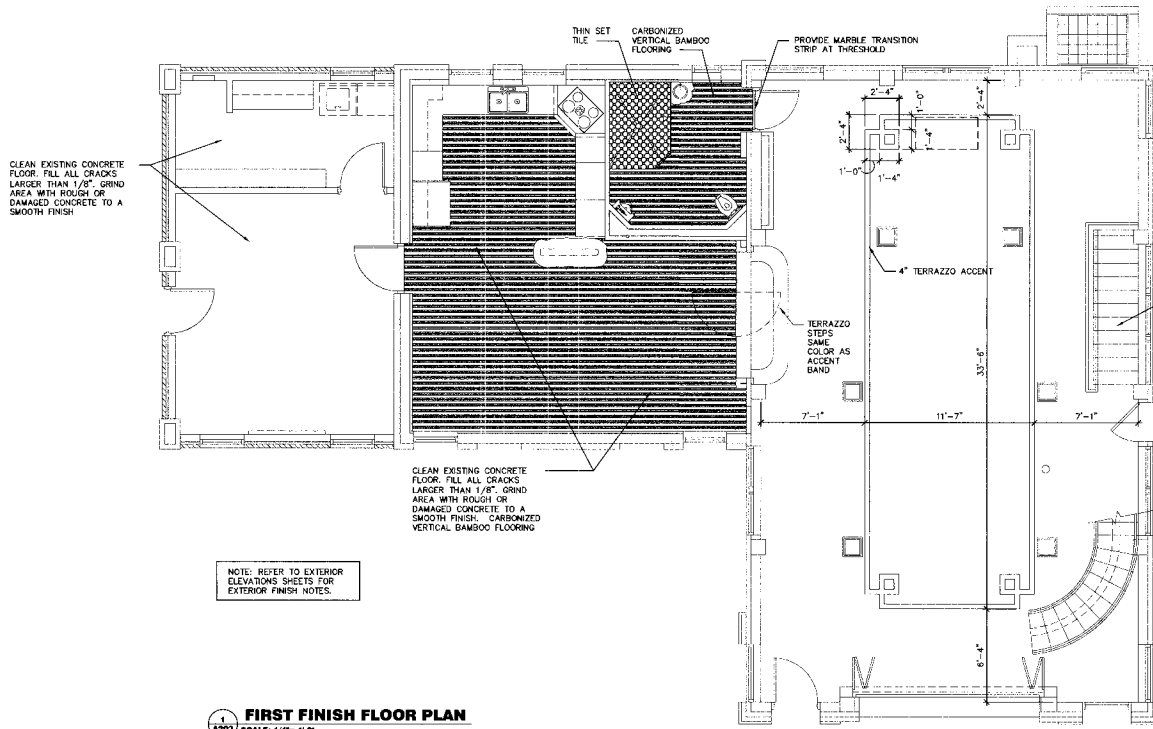 THIN SET
TILE
CARBONIZED
VERTICAL BAMBOO
FLOORING
PROVIDE MARBLE TRANSITION
STRIP AT THRESHOLD
2'-4"
1'-0"
2'-4"
2'-4"
1'-4"
1'-0"
1'-4"
CLEAN EXISTING CONCRETE
FLOOR. FILL ALL CRACKS
LARGER THAN 1/8". GRIND
AREA WITH ROUGH OR
DAMAGED CONCRETE TO A
SMOOTH FINISH
4" TERRAZZO ACCENT
TERRAZZO
STEPS
SAME
COLOR AS
ACCENT
BAND
33'-6"
7'-1"
11'-7"
7'-1"
CLEAN EXISTING CONCRETE
FLOOR. FILL ALL CRACKS
LARGER THAN 1/8". GRIND
AREA WITH ROUGH OR
DAMAGED CONCRETE TO A
SMOOTH FINISH. CARBONIZED
VERTICAL BAMBOO FLOORING
NOTE: REFER TO EXTERIOR
ELEVATIONS SHEETS FOR
EXTERIOR FINISH NOTES.
6'-4"
1
FIRST FINISH FLOOR PLAN